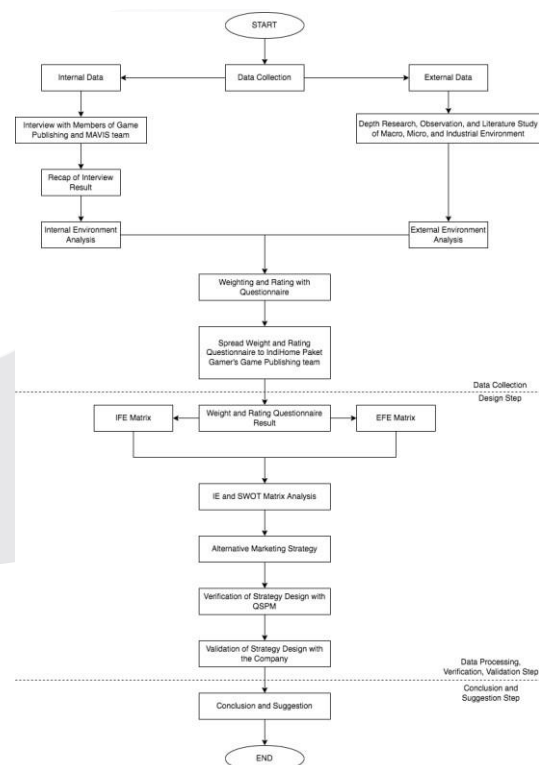 START
Internal Data
Data Collection
External Data
Interview with Members of Game
Publishing and MAVIS team
Depth Research, Observation, and Literature Study
of Macro, Micro, and Industrial Environment
Recap of Interview
Result
Internal Environment
Analysis
External Environment
Analysis
Weighting and Rating with
Questionnaire
Spread Weight and Rating
Questionnaire to IndiHome Paket
Gamer's Game Publishing team
Data Collection
Design Step
IFE Matrix
Weight and Rating Questionnaire
Result
EFE Matrix
IE and SWOT Matrix Analysis
Alternative Marketing Strategy
Verification of Strategy Design with
QSPM
Validation of Strategy Design with
the Company
Data Processing,
Verification, Validation Step
Conclusion and
Suggestion Step
Conclusion and Suggestion
END